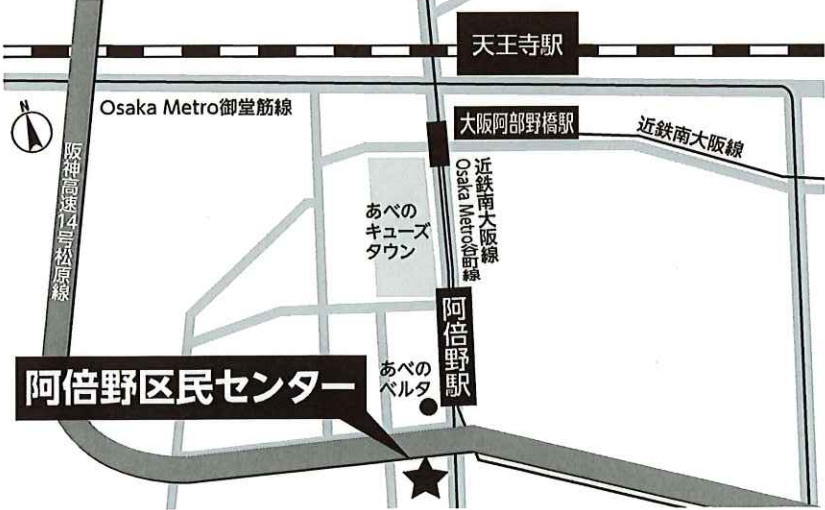 天王寺駅
N
Osaka Metro御堂筋線
大阪阿部野橋駅
近鉄南大阪線
阪神高速14号松原線
近鉄南大阪線
Osaka Metro谷町線
あべの
キューズ
タウン
阿倍野駅
あべの
ベルタ
阿倍野区民センター